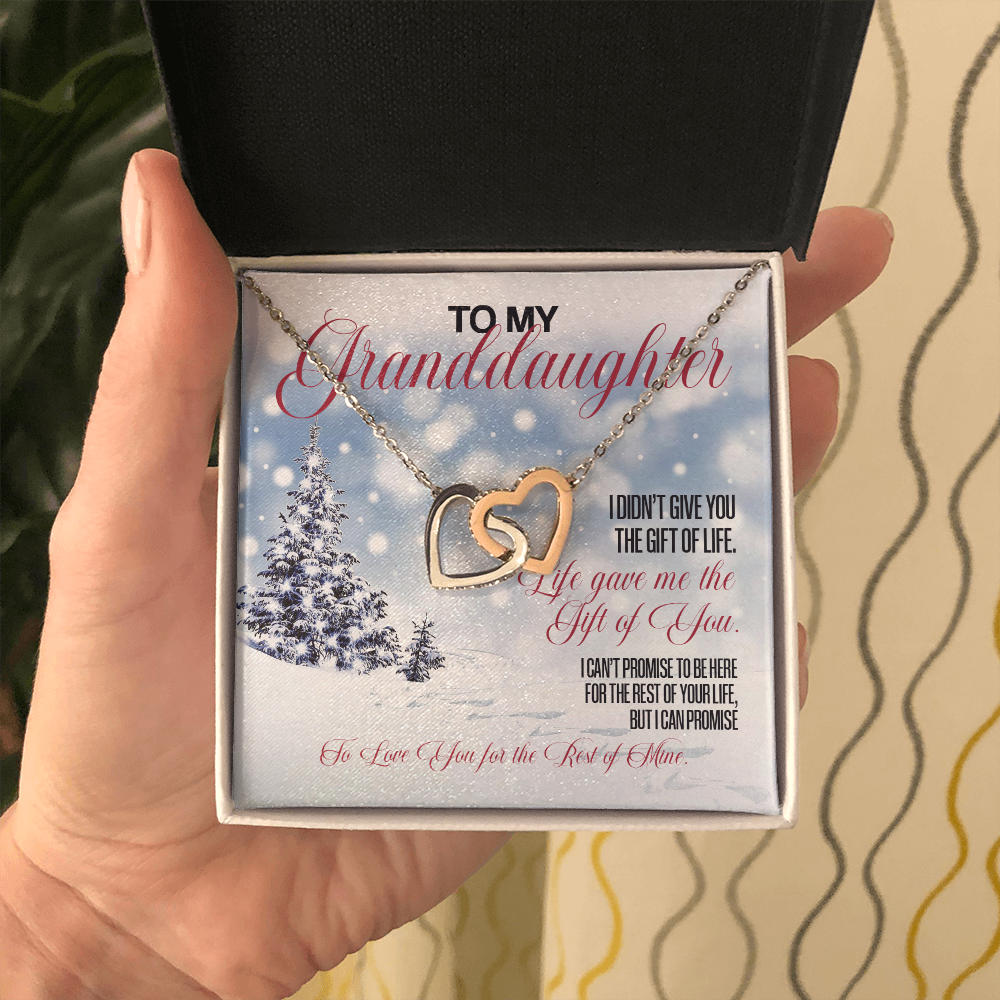 TO MY
Granddaughter
I DIDN'T GIVE YOU
THE GIFT OF LIFE.
Life gave me the
Gift of You.
I CAN'T PROMISE TO BE HERE
FOR THE REST OF YOUR LIFE,
BUT I CAN PROMISE
To Love You for the Rest of Mine.